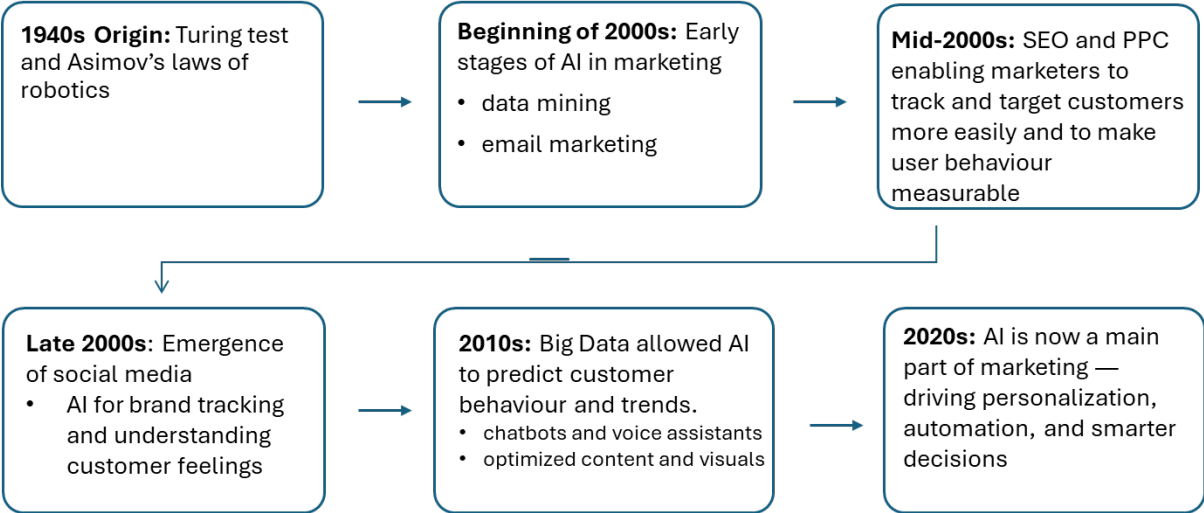 1940s Origin: Turing test
and Asimov’s laws of
robotics
Beginning of 2000s: Early
stages of AI in marketing
• data mining
• email marketing
Mid-2000s: SEO and PPC
enabling marketers to
track and target customers
more easily and to make
user behaviour
measurable
Late 2000s: Emergence
of social media
• AI for brand tracking
and understanding
customer feelings
2010s: Big Data allowed AI
to predict customer
behaviour and trends.
• chatbots and voice assistants
• optimized content and visuals
2020s: AI is now a main
part of marketing —
driving personalization,
automation, and smarter
decisions